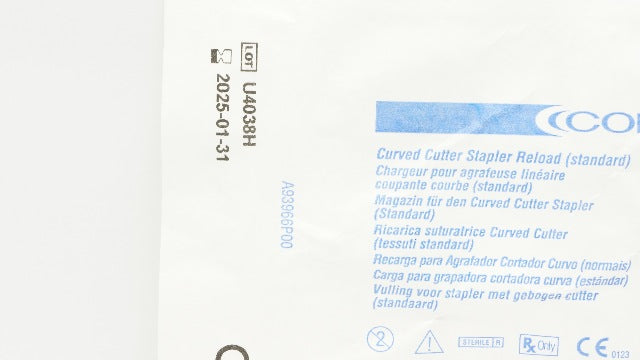 LOT U4038H
2025-01-31
A93966P00
Curved Cutter Stapler Reload (standard)
Chargeur pour agrafeuse linéaire
coupante courbe (standard)
Magazin für den Curved Cutter Stapler
(Standard)
Ricarica suturatrice Curved Cutter
(tessuti standard)
Recarga para Agrafador Cortador Curvo (normais)
Carga para grapadora cortadora curva (estándar)
Vulling voor stapler met gebogen cutter
(standaard)
2 STERILE R Rx Only CE 0123